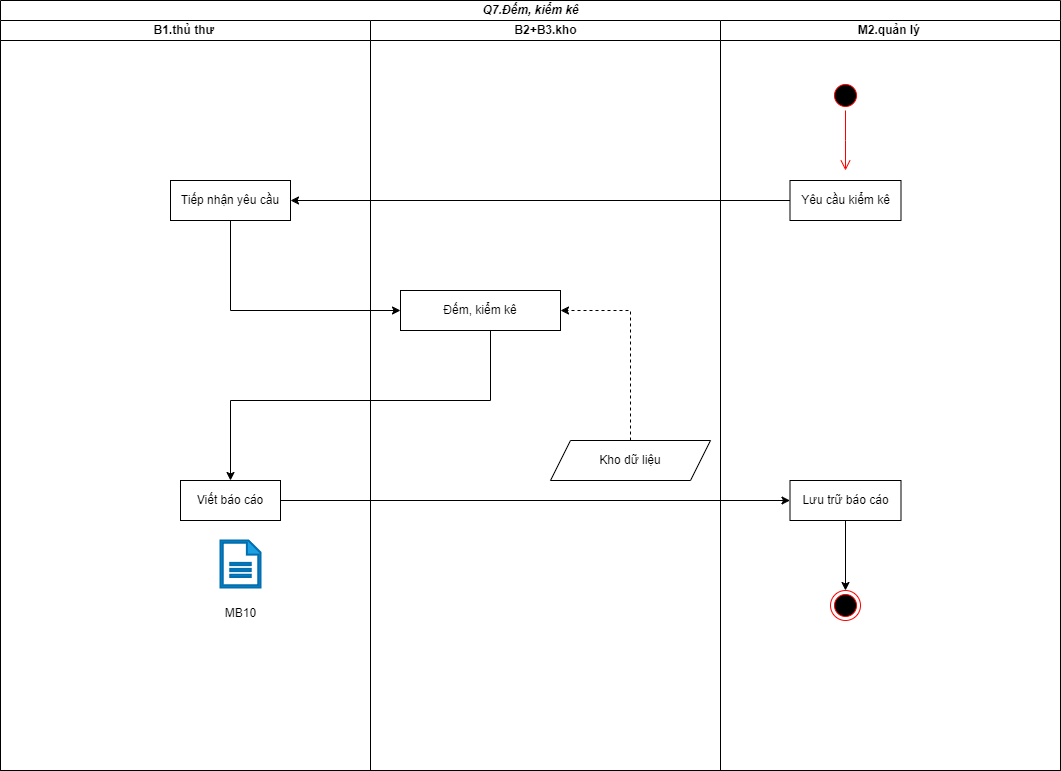 Q7.Đếm, kiểm kê
B1.thủ thư
B2+B3.kho
M2.quản lý
Tiếp nhận yêu cầu
Yêu cầu kiểm kê
Đếm, kiểm kê
Kho dữ liệu
Viết báo cáo
Lưu trữ báo cáo
MB10